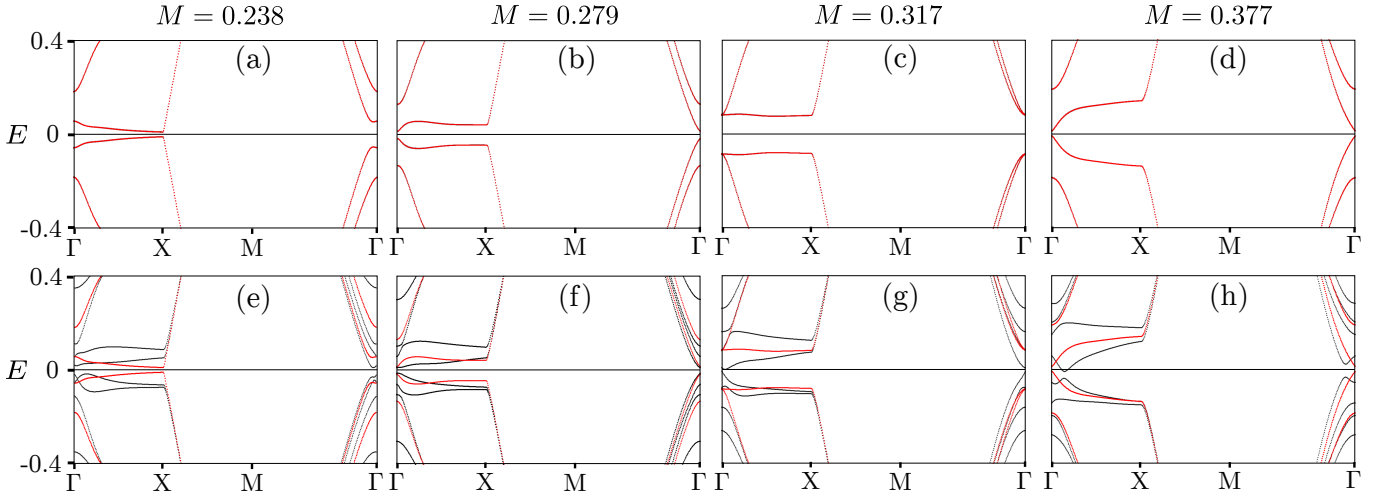 M = 0.238 M = 0.279 M = 0.317 M = 0.377
0.4 (a) (b) (c) (d)
E 0
-0.4
Γ X M Γ Γ X M Γ Γ X M Γ Γ X M Γ
0.4 (e) (f) (g) (h)
E 0
-0.4
Γ X M Γ Γ X M Γ Γ X M Γ Γ X M Γ